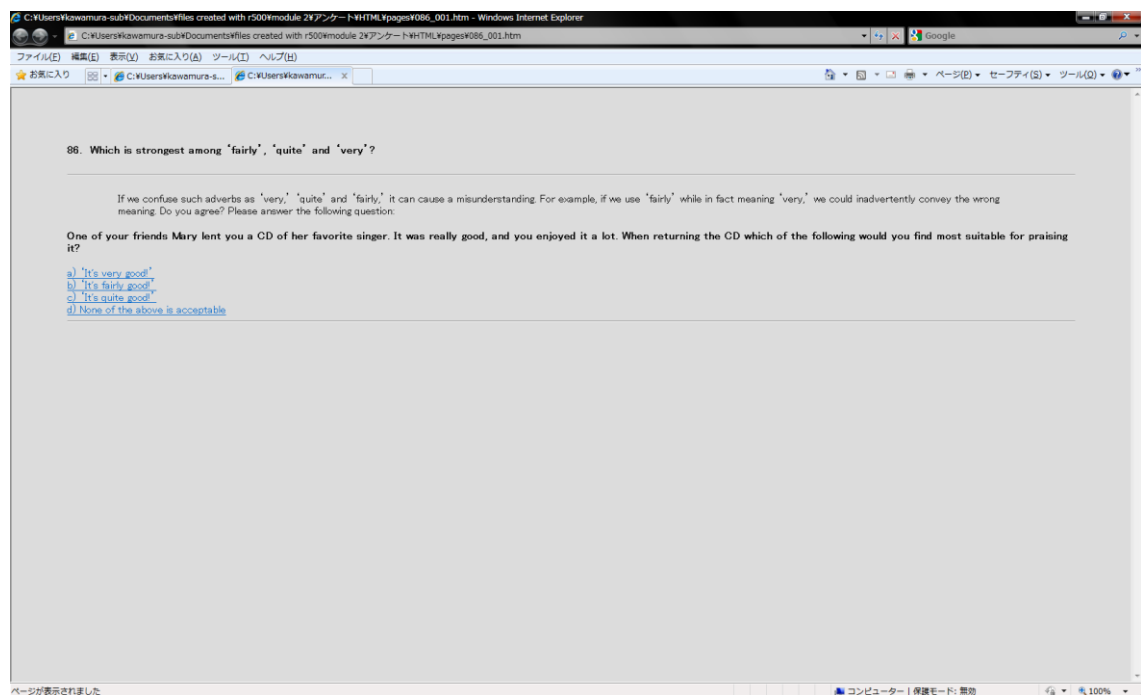 C:¥Users¥kawamura-sub¥Documents¥files created with r500¥module 2¥アンケート¥HTML¥pages¥086_001.htm - Windows Internet Explorer
C:¥Users¥kawamura-sub¥Documents¥files created with r500¥module 2¥アンケート¥HTML¥pages¥086_001.htm
Google
ファイル(F) 編集(E) 表示(V) お気に入り(A) ツール(T) ヘルプ(H)
お気に入り C:¥Users¥kawamura-s... C:¥Users¥kawamur... X ページ(P) セーフティ(S) ツール(O)
86. Which is strongest among 'fairly', 'quite' and 'very'?
If we confuse such adverbs as 'very,' 'quite' and 'fairly,' it can cause a misunderstanding. For example, if we use 'fairly' while in fact meaning 'very,' we could inadvertently convey the wrong
meaning. Do you agree? Please answer the following question:
One of your friends Mary lent you a CD of her favorite singer. It was really good, and you enjoyed it a lot. When returning the CD which of the following would you find most suitable for praising
it?
a) 'It's very good!'
b) 'It's fairly good!'
c) 'It's quite good!'
d) None of the above is acceptable
ページが表示されました コンピューター | 保護モード: 無効 100%